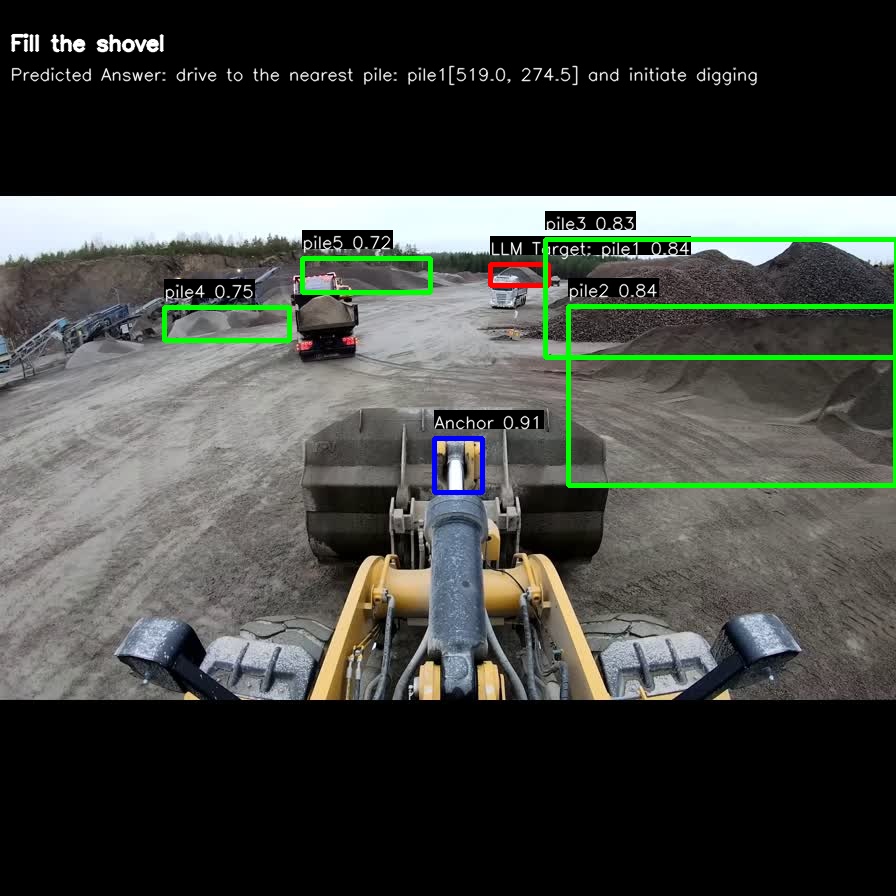 Fill the shovel
Predicted Answer: drive to the nearest pile: pile1[519.0, 274.5] and initiate digging
pile3 0.83
pile5 0.72
LLM Target: pile1 0.84
pile4 0.75
pile2 0.84
Anchor 0.91